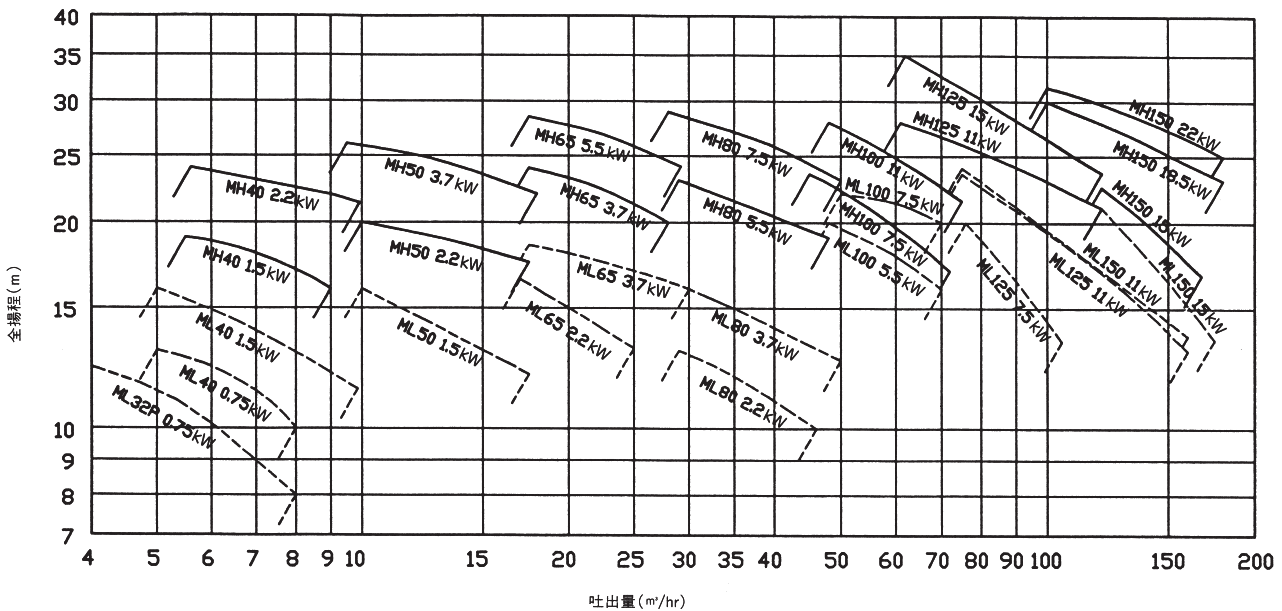 40
35
30
25
20
15
10
9
8
7
全揚程(m)
4
5
6
7
8
9
10
15
20
25
30
35
40
50
60
70
80
90
100
150
200
吐出量(㎥/hr)
MH40 2.2kW
MH40 1.5kW
ML40 1.5kW
ML40 0.75kW
ML32P 0.75kW
MH50 3.7kW
MH50 2.2kW
ML50 1.5kW
MH65 5.5kW
MH65 3.7kW
ML65 3.7kW
ML65 2.2kW
MH80 7.5kW
MH80 5.5kW
ML80 3.7kW
ML80 2.2kW
MH100 11kW
ML100 7.5kW
MH100 7.5kW
ML100 5.5kW
MH125 15kW
MH125 11kW
ML125 7.5kW
ML125 11kW
MH150 22kW
MH150 18.5kW
MH150 15kW
ML150 15kW
ML150 11kW